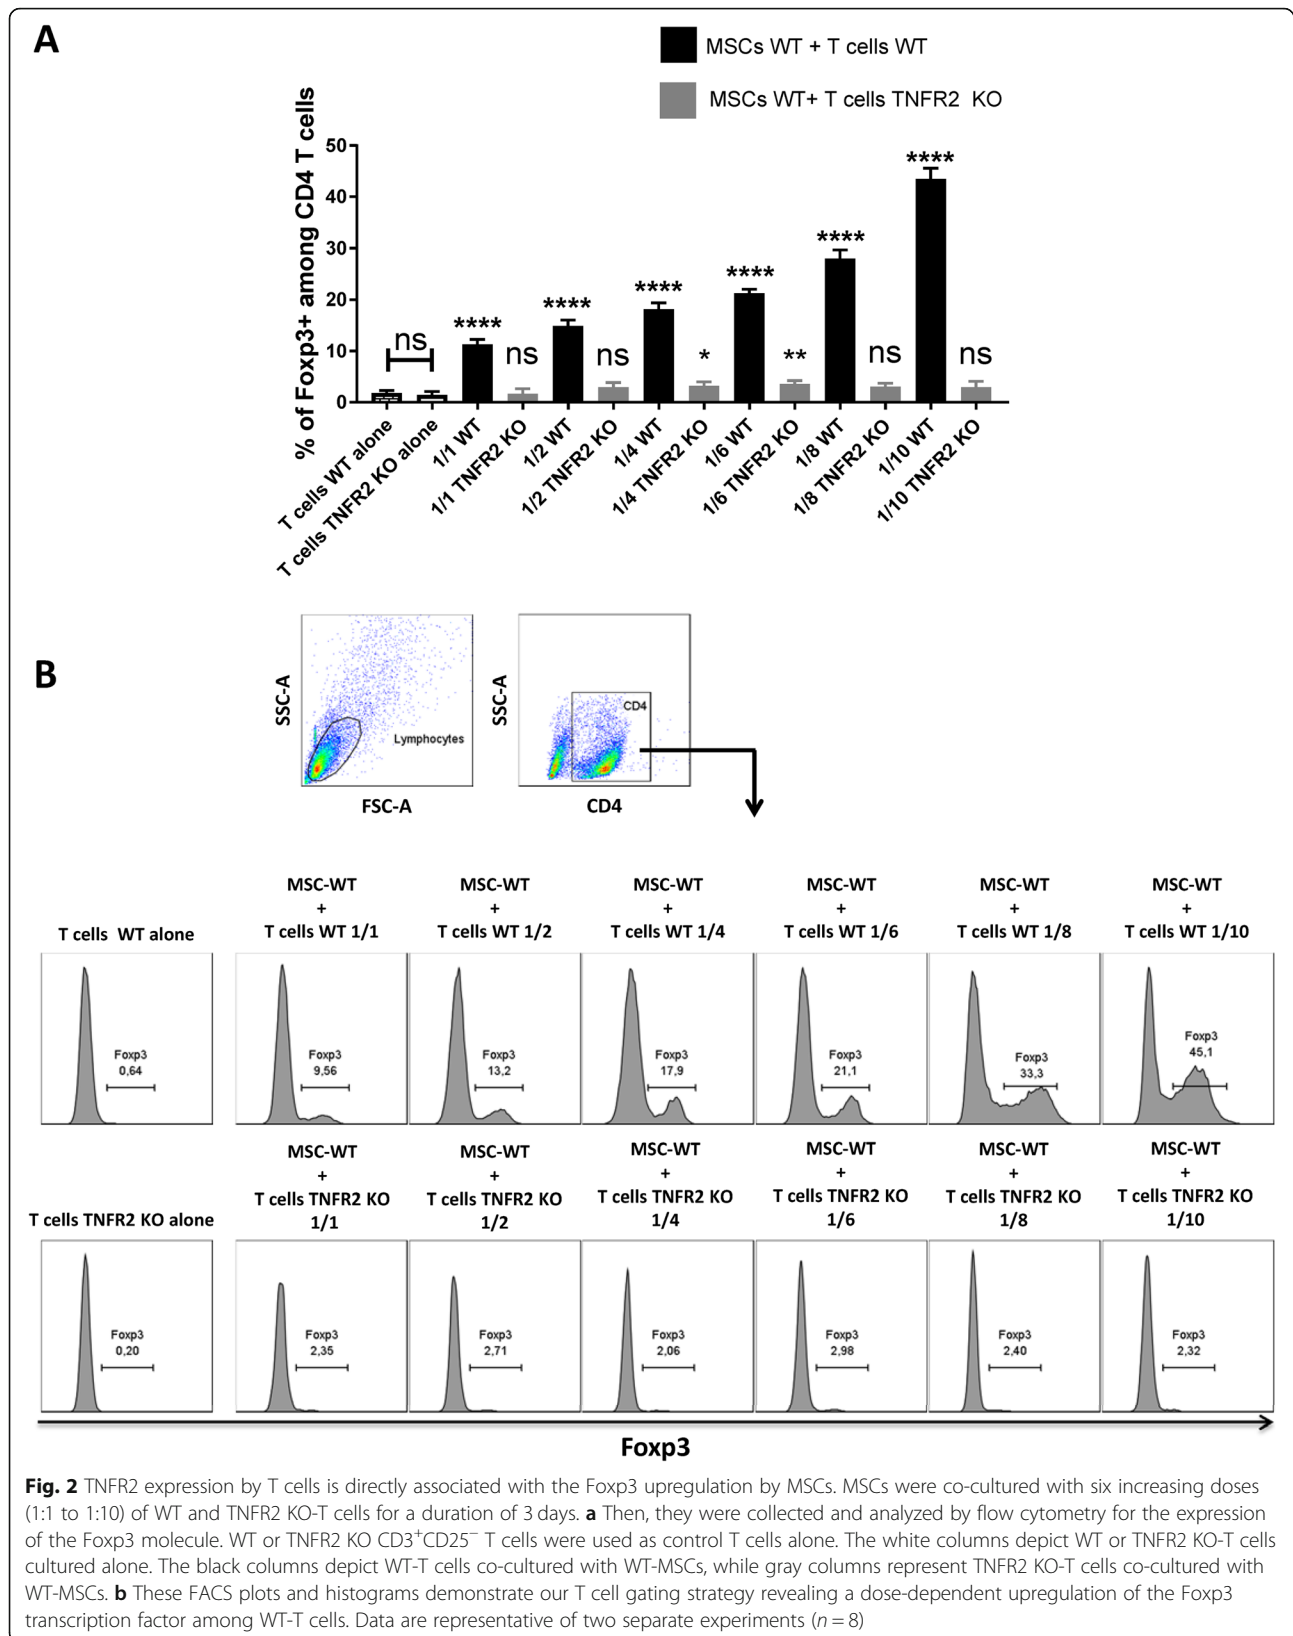 A
MSCs WT + T cells WT
MSCs WT+ T cells TNFR2 KO
% of Foxp3+ among CD4 T cells
50
40
30
20
10
0
ns
****
ns
****
ns
****
*
****
**
****
ns
****
ns
T cells WT alone
T cells TNFR2 KO alone
1/1 WT
1/1 TNFR2 KO
1/2 WT
1/2 TNFR2 KO
1/4 WT
1/4 TNFR2 KO
1/6 WT
1/6 TNFR2 KO
1/8 WT
1/8 TNFR2 KO
1/10 WT
1/10 TNFR2 KO
B
SSC-A
Lymphocytes
FSC-A
SSC-A
CD4
CD4
T cells WT alone
MSC-WT
+
T cells WT 1/1
MSC-WT
+
T cells WT 1/2
MSC-WT
+
T cells WT 1/4
MSC-WT
+
T cells WT 1/6
MSC-WT
+
T cells WT 1/8
MSC-WT
+
T cells WT 1/10
Foxp3
0,64
Foxp3
9,56
Foxp3
13,2
Foxp3
17,9
Foxp3
21,1
Foxp3
33,3
Foxp3
45,1
T cells TNFR2 KO alone
MSC-WT
+
T cells TNFR2 KO
1/1
MSC-WT
+
T cells TNFR2 KO
1/2
MSC-WT
+
T cells TNFR2 KO
1/4
MSC-WT
+
T cells TNFR2 KO
1/6
MSC-WT
+
T cells TNFR2 KO
1/8
MSC-WT
+
T cells TNFR2 KO
1/10
Foxp3
0,20
Foxp3
2,35
Foxp3
2,71
Foxp3
2,06
Foxp3
2,98
Foxp3
2,40
Foxp3
2,32
Foxp3
Fig. 2 TNFR2 expression by T cells is directly associated with the Foxp3 upregulation by MSCs. MSCs were co-cultured with six increasing doses
(1:1 to 1:10) of WT and TNFR2 KO-T cells for a duration of 3 days. a Then, they were collected and analyzed by flow cytometry for the expression
of the Foxp3 molecule. WT or TNFR2 KO CD3⁺CD25⁻ T cells were used as control T cells alone. The white columns depict WT or TNFR2 KO-T cells
cultured alone. The black columns depict WT-T cells co-cultured with WT-MSCs, while gray columns represent TNFR2 KO-T cells co-cultured with
WT-MSCs. b These FACS plots and histograms demonstrate our T cell gating strategy revealing a dose-dependent upregulation of the Foxp3
transcription factor among WT-T cells. Data are representative of two separate experiments (n = 8)